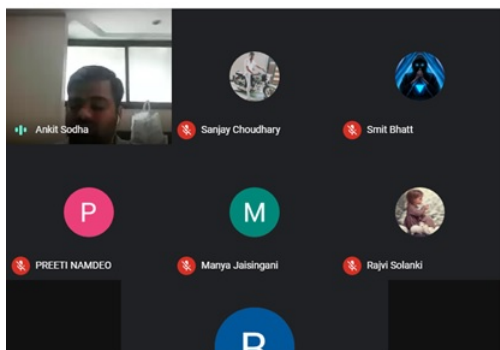 Ankit Sodha
Sanjay Choudhary
Smit Bhatt
P
M
PREETI NAMDEO
Manya Jaisingani
Rajvi Solanki